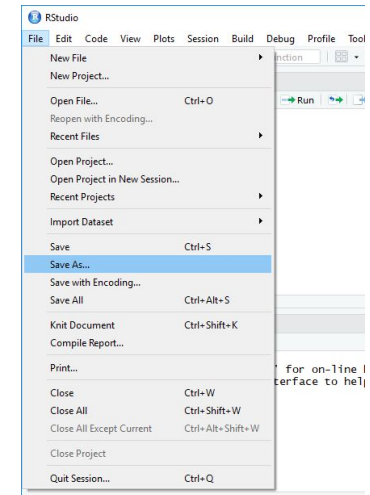 RStudio
File Edit Code View Plots Session Build Debug Profile Tool
New File
New Project...
Run
Open File... Ctrl+O
Reopen with Encoding...
Recent Files
Open Project...
Open Project in New Session...
Recent Projects
Import Dataset
Save Ctrl+S
Save As...
Save with Encoding...
Save All Ctrl+Alt+S
Knit Document Ctrl+Shift+K
Compile Report...
Print...
' for on-line
terface to hel
Close Ctrl+W
Close All Ctrl+Shift+W
Close All Except Current Ctrl+Alt+Shift+W
Close Project
Quit Session... Ctrl+Q